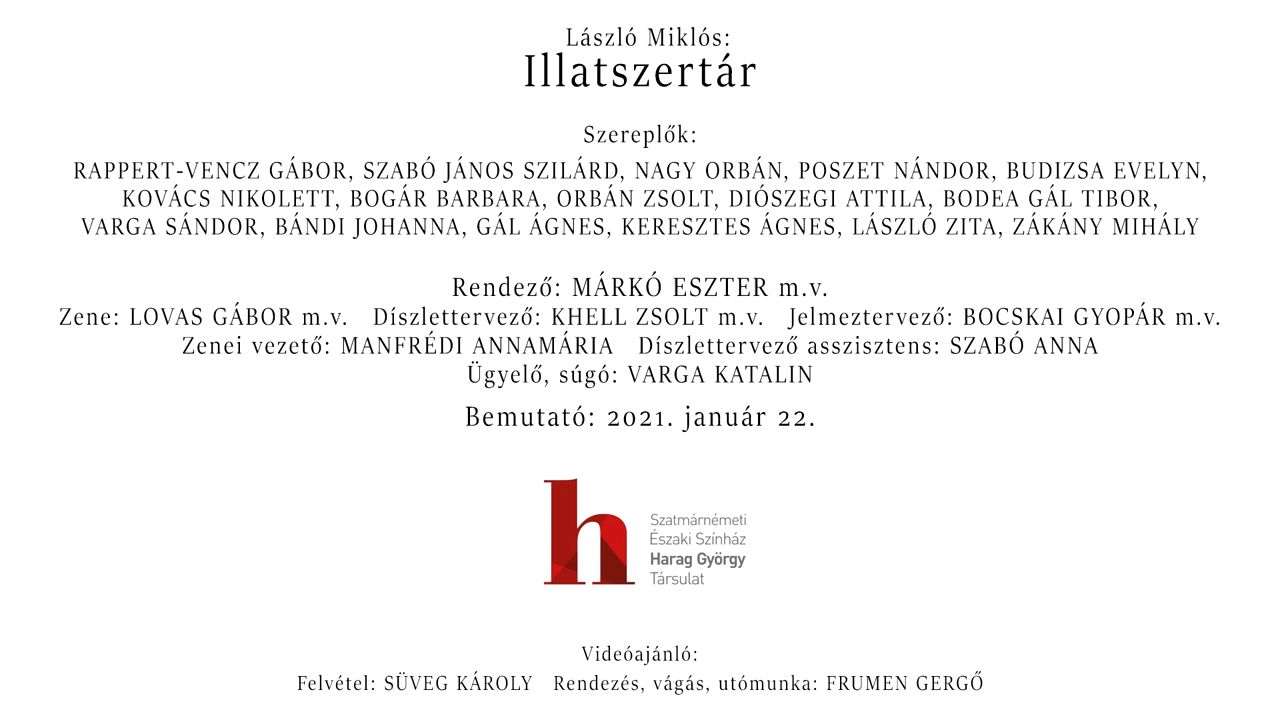 László Miklós:
Illatszertár
Szereplők:
RAPPERT-VENCZ GÁBOR, SZABÓ JÁNOS SZILÁRD, NAGY ORBÁN, POSZET NÁNDOR, BUDIZSA EVELYN,
KOVÁCS NIKOLETT, BOGÁR BARBARA, ORBÁN ZSOLT, DIÓSZEGI ATTILA, BODEA GÁL TIBOR,
VARGA SÁNDOR, BÁNDI JOHANNA, GÁL ÁGNES, KERESZTES ÁGNES, LÁSZLÓ ZITA, ZÁKÁNY MIHÁLY
Rendező: MÁRKÓ ESZTER m.v.
Zene: LOVAS GÁBOR m.v. Díszlettervező: KHELL ZSOLT m.v. Jelmeztervező: BOCSKAI GYOPÁR m.v.
Zenei vezető: MANFRÉDI ANNAMÁRIA Díszlettervező asszisztens: SZABÓ ANNA
Ügyelő, súgó: VARGA KATALIN
Bemutató: 2021. január 22.
h
Szatmárnémeti
Északi Színház
Harag György
Társulat
Videóajánló:
Felvétel: SÜVEG KÁROLY Rendezés, vágás, utómunka: FRUMEN GERGŐ